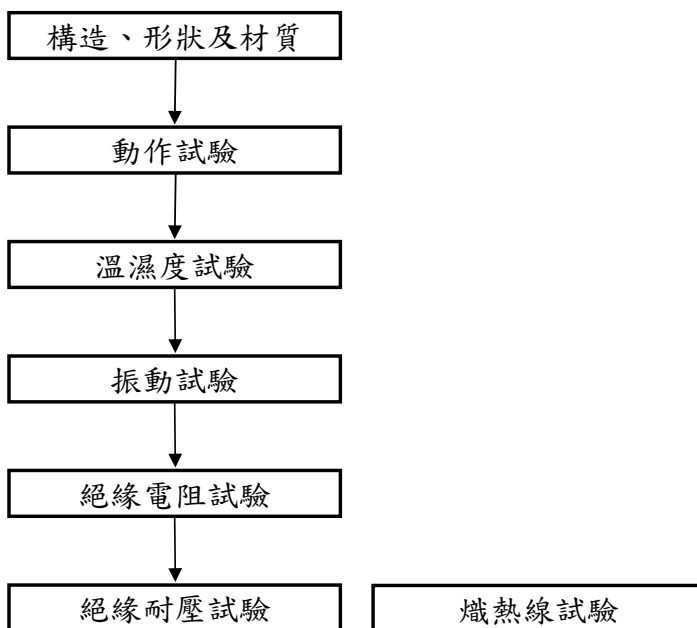 構造、形狀及材質
動作試驗
溫濕度試驗
振動試驗
絕緣電阻試驗
絕緣耐壓試驗
熾熱線試驗